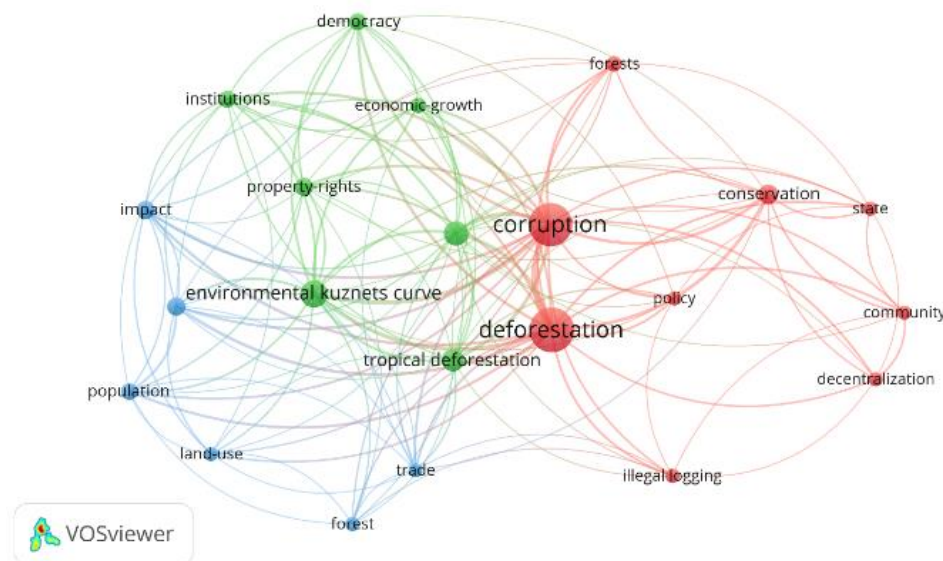 democracy
forests
institutions
economic-growth
property-rights
conservation
impact
state
corruption
environmental kuznets curve
policy
community
deforestation
tropical deforestation
decentralization
population
land-use
trade
illegal logging
forest
VOSviewer